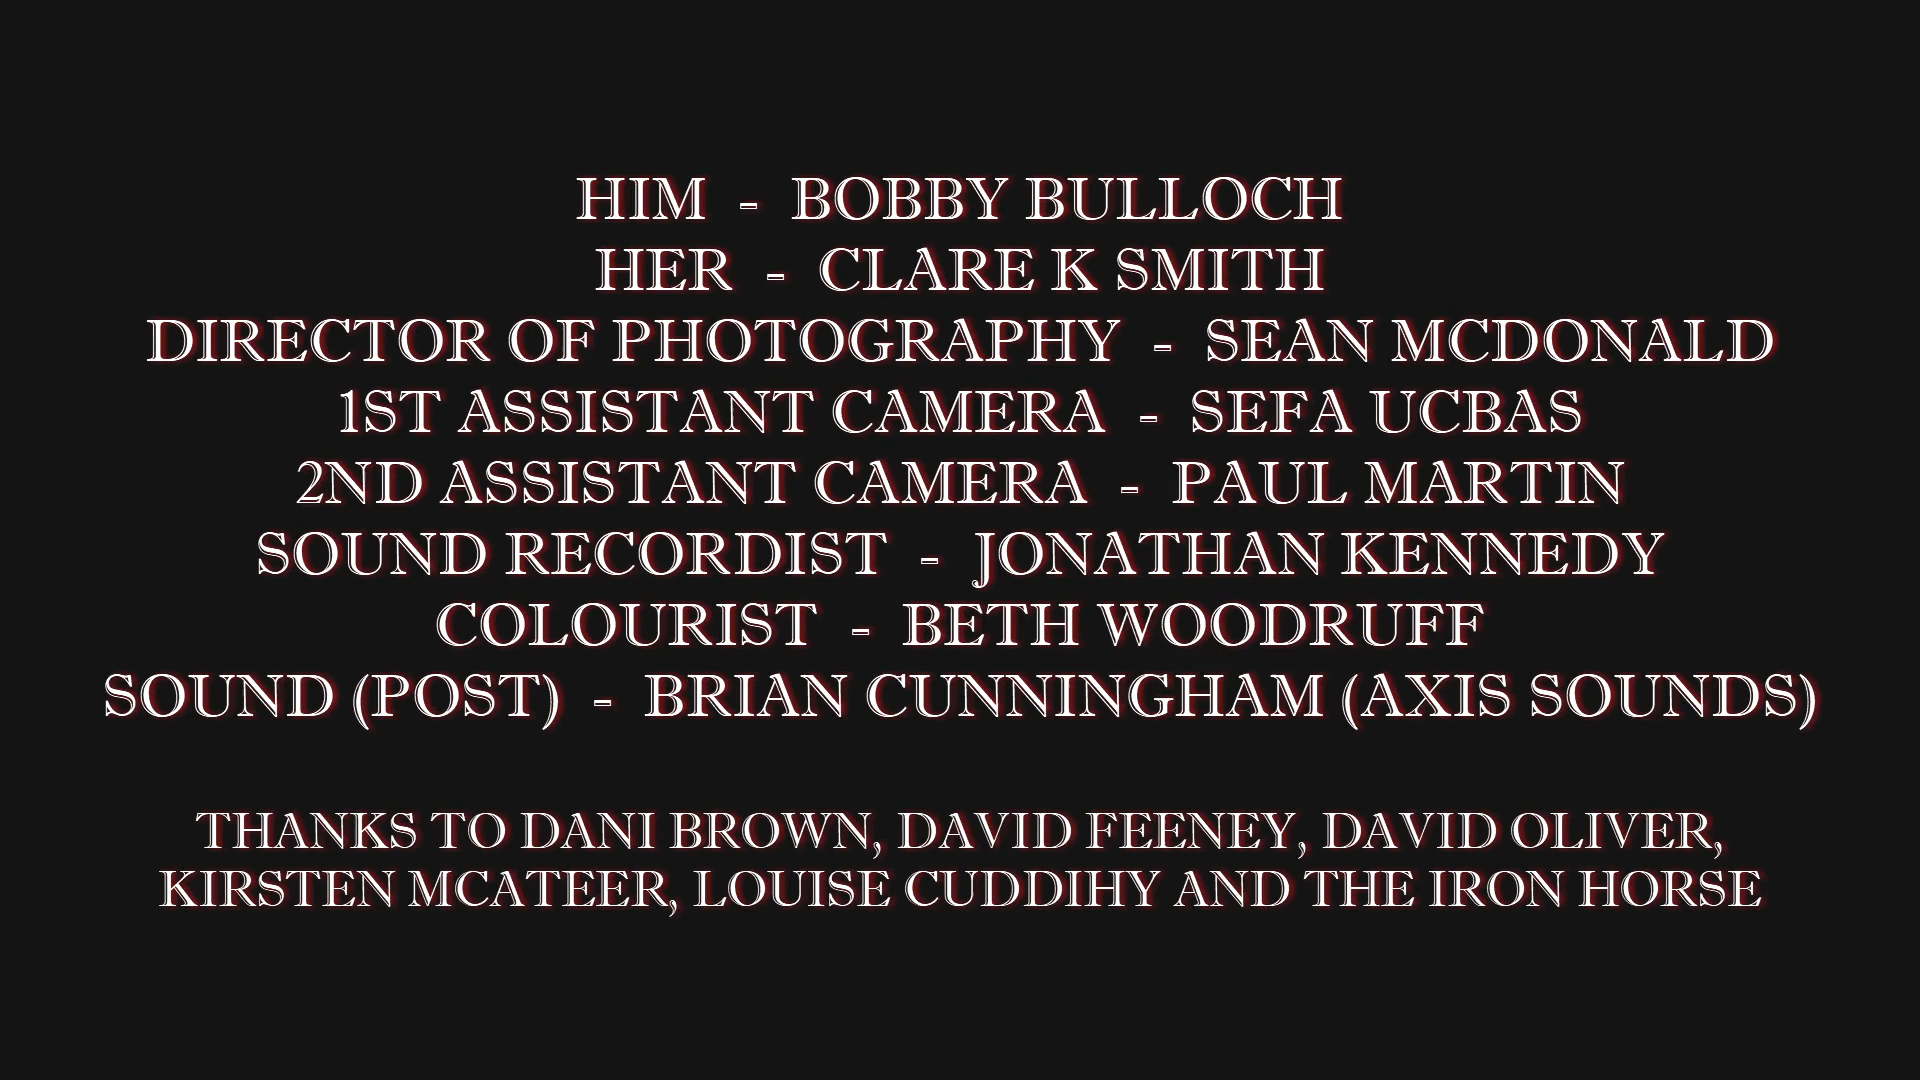 HIM - BOBBY BULLOCH
HER - CLARE K SMITH
DIRECTOR OF PHOTOGRAPHY - SEAN MCDONALD
1ST ASSISTANT CAMERA - SEFA UCBAS
2ND ASSISTANT CAMERA - PAUL MARTIN
SOUND RECORDIST - JONATHAN KENNEDY
COLOURIST - BETH WOODRUFF
SOUND (POST) - BRIAN CUNNINGHAM (AXIS SOUNDS)
THANKS TO DANI BROWN, DAVID FEENEY, DAVID OLIVER,
KIRSTEN MCATEER, LOUISE CUDDIHY AND THE IRON HORSE